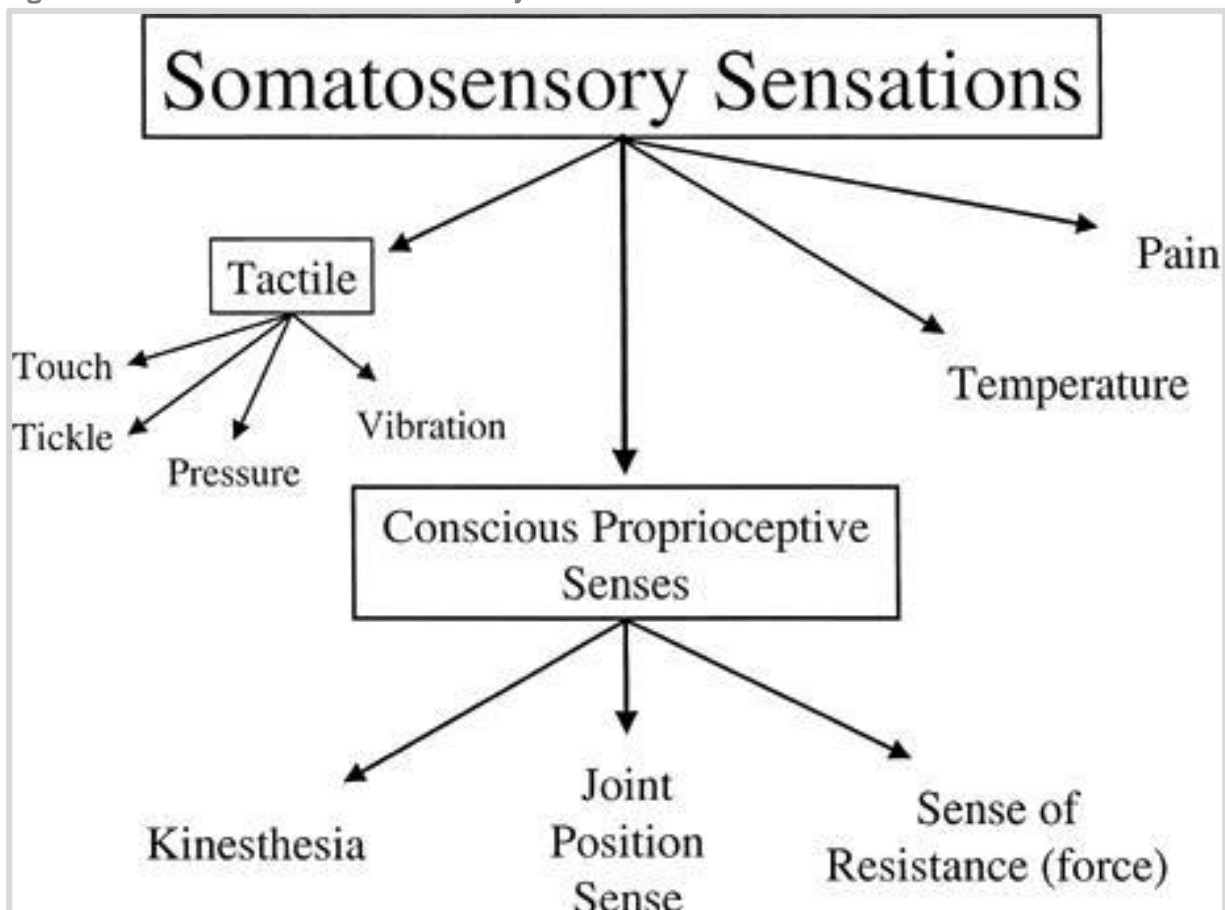 Somatosensory Sensations
Pain
Tactile
Touch
Temperature
Tickle
Vibration
Pressure
Conscious Proprioceptive
Senses
Kinesthesia
Joint
Position
Sense
Sense of
Resistance (force)